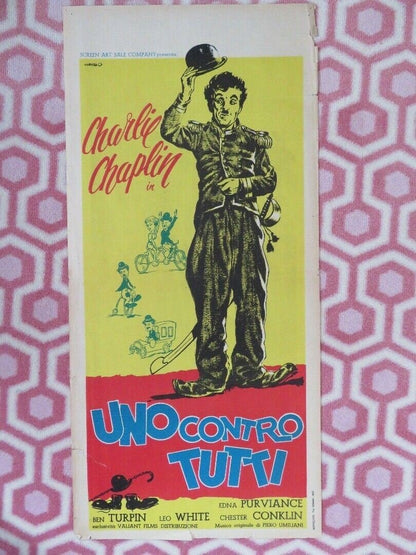 SCREEN ART SALE COMPANY presenta
Charlie
Chaplin
in
UNO CONTRO
TUTTI
EDNA PURVIANCE
BEN TURPIN LEO WHITE CHESTER CONKLIN
esclusività VALIANT FILMS DISTRIBUZIONE Musica originale di PIERO UMILIANI